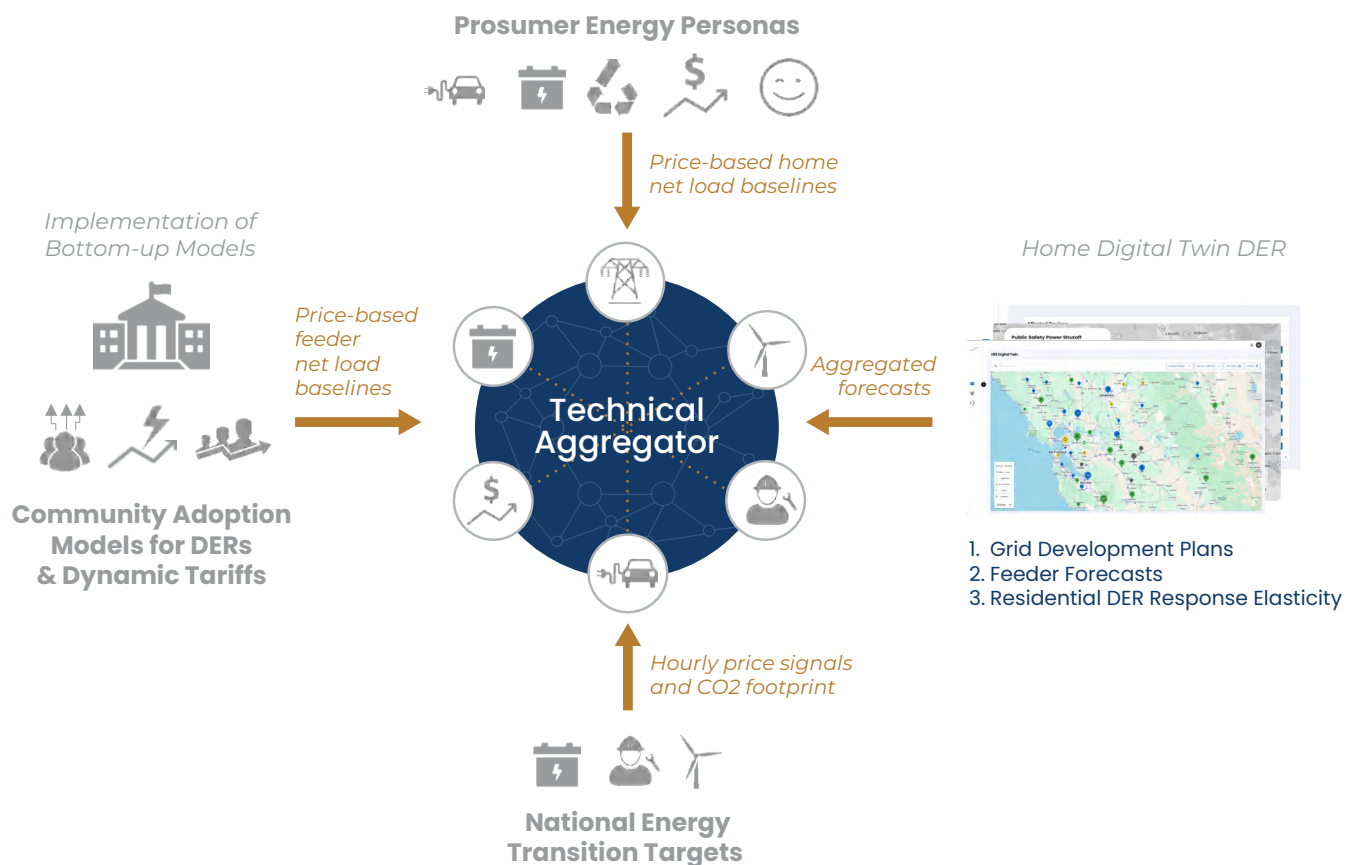 Prosumer Energy Personas
Price-based home
net load baselines
Implementation of
Bottom-up Models
Price-based
feeder
net load
baselines
Community Adoption
Models for DERs
& Dynamic Tariffs
Technical
Aggregator
Aggregated
forecasts
Home Digital Twin DER
Public Safety Power Shutoff
HES Digital Twin
1. Grid Development Plans
2. Feeder Forecasts
3. Residential DER Response Elasticity
Hourly price signals
and CO2 footprint
National Energy
Transition Targets